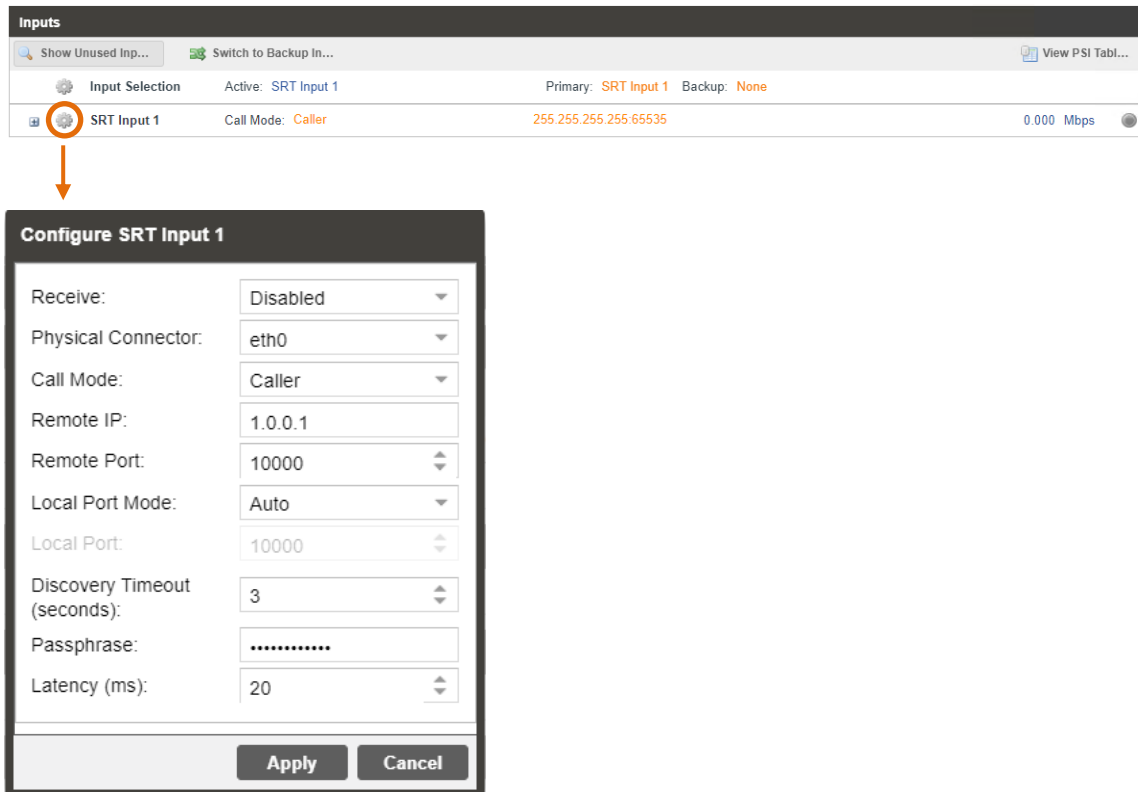 Inputs
Show Unused Inp... Switch to Backup In... View PSI Tabl...
Input Selection Active: SRT Input 1 Primary: SRT Input 1 Backup: None
SRT Input 1 Call Mode: Caller 255.255.255.255:65535 0.000 Mbps
Configure SRT Input 1
Receive: Disabled
Physical Connector: eth0
Call Mode: Caller
Remote IP: 1.0.0.1
Remote Port: 10000
Local Port Mode: Auto
Local Port: 10000
Discovery Timeout
(seconds): 3
Passphrase: ••••••••••••
Latency (ms): 20
Apply Cancel